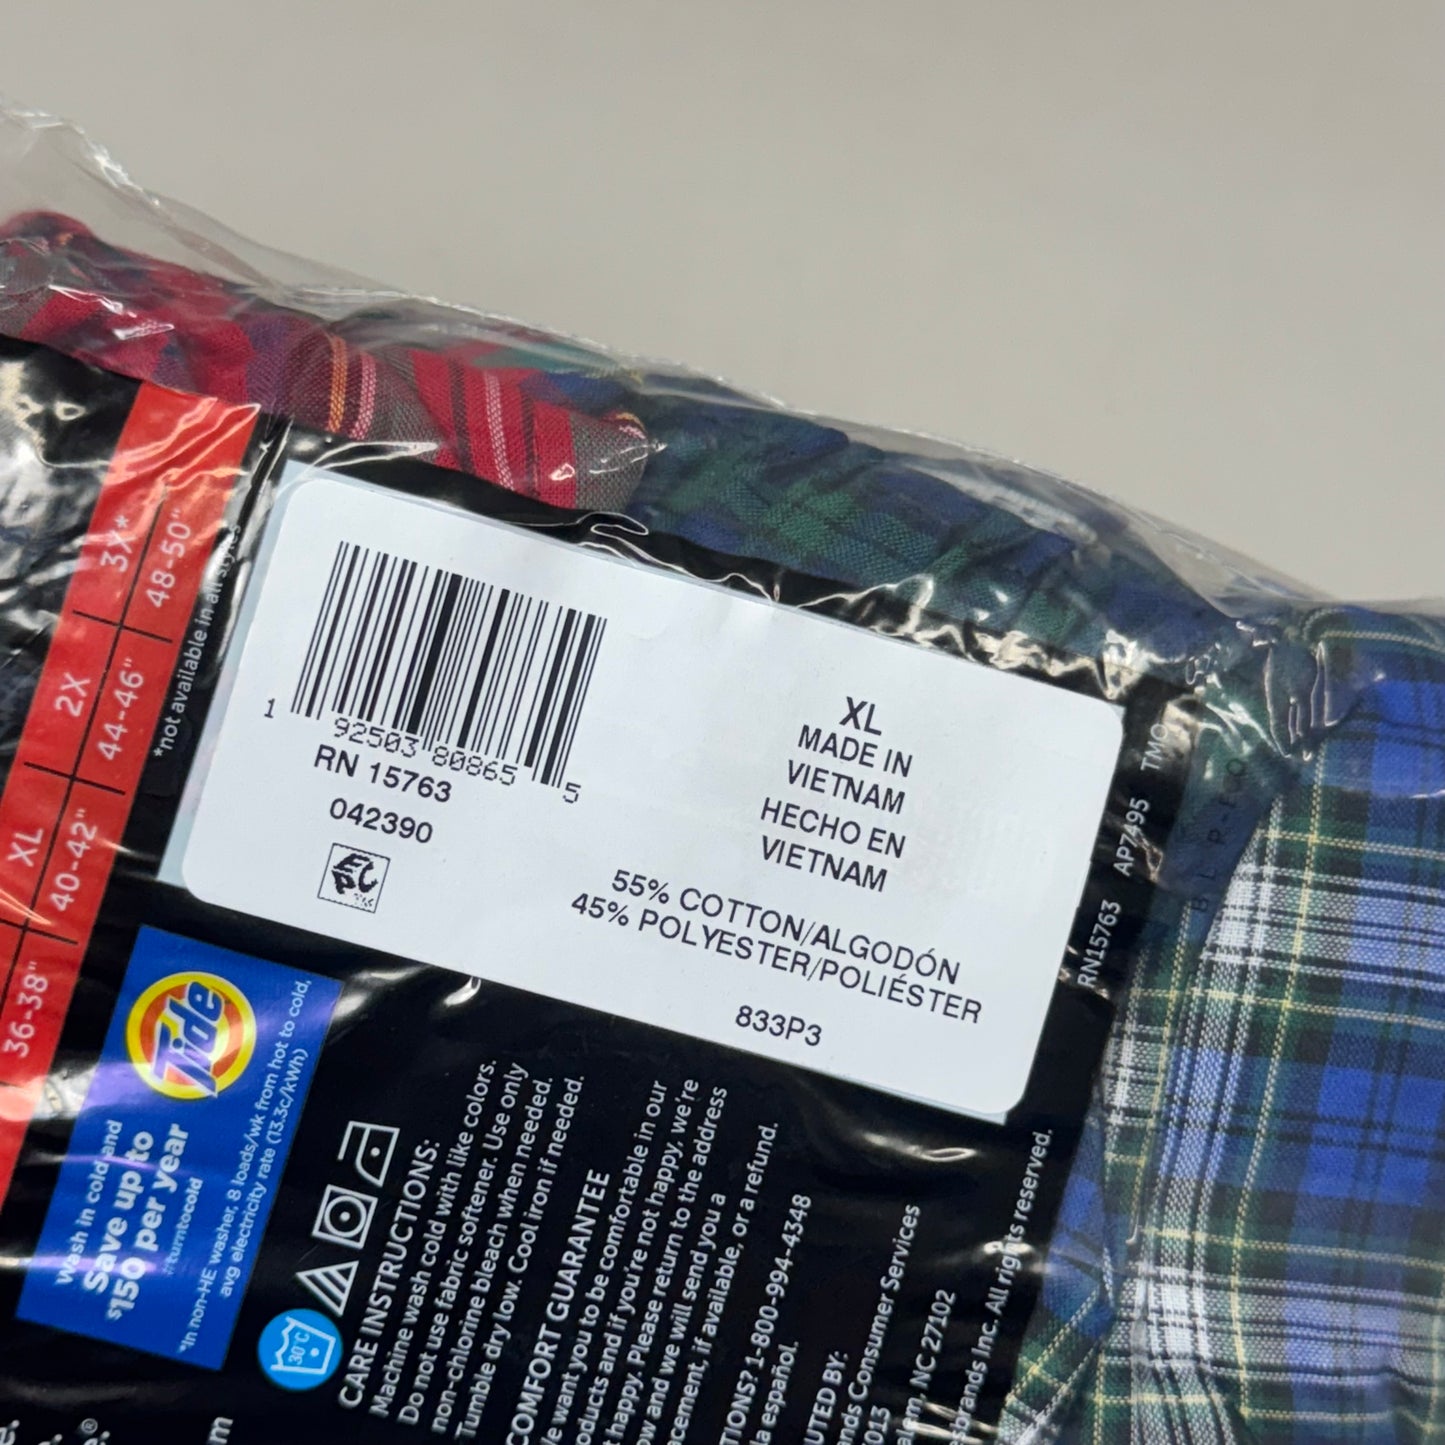 3X*
48-50"
2X
44-46"
XL
40-42"
36-38"
*not available in all styles
1 92503 80865 5
RN 15763
042390
EPC
TM
XL
MADE IN
VIETNAM
HECHO EN
VIETNAM
55% COTTON/ALGODÓN
45% POLYESTER/POLIÉSTER
833P3
RN15763 AP7495
Tide
Wash in cold and
Save up to
$150 per year
#turntocold
*In non-HE washer, 8 loads/wk from hot to cold,
avg electricity rate (13.3c/kWh)
30°C
CARE INSTRUCTIONS:
Machine wash cold with like colors.
Do not use fabric softener. Use only
non-chlorine bleach when needed.
Tumble dry low. Cool iron if needed.
COMFORT GUARANTEE
We want you to be comfortable in our
and if you're not happy, we're
happy. Please return to the address
and we will send you a
if available, or a refund.
1-800-994-4348
español.
BY:
Consumer Services
NC 27102
Inc. All rights reserved.